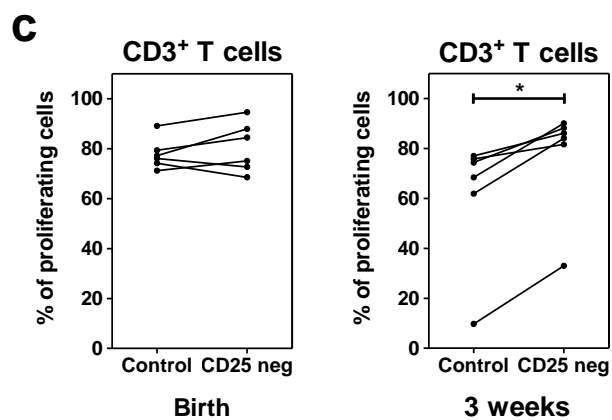 c
CD3⁺ T cells
% of proliferating cells
100
80
60
40
20
0
Control CD25 neg
Birth
CD3⁺ T cells
% of proliferating cells
100
80
60
40
20
0
*
Control CD25 neg
3 weeks